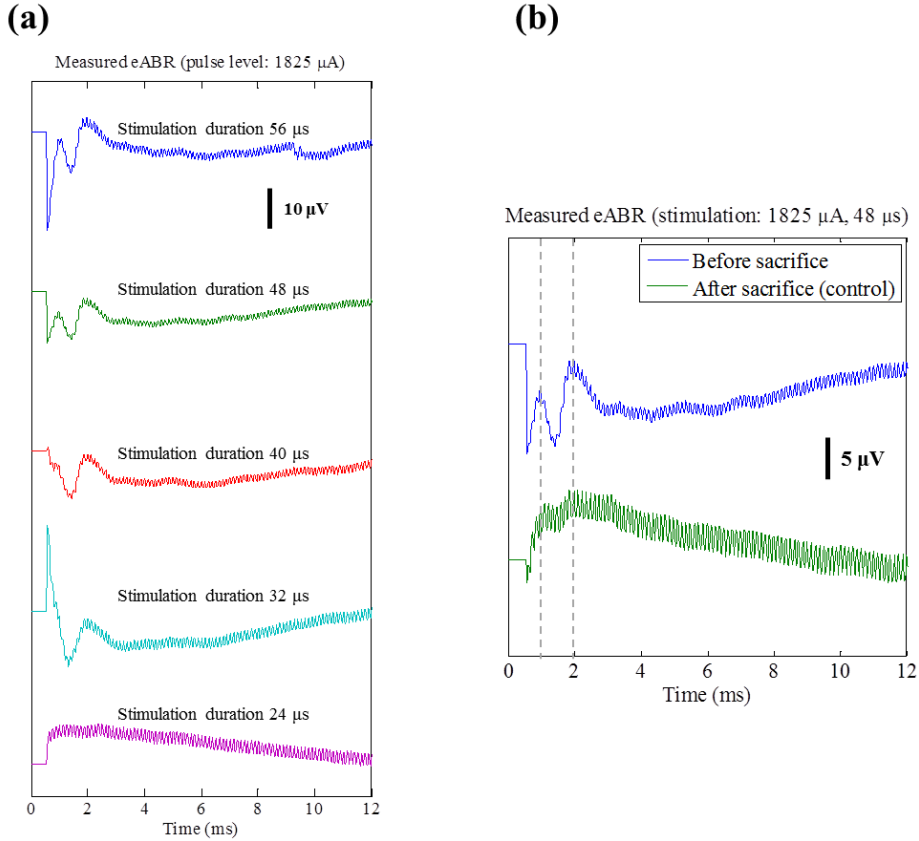 (a)
Measured eABR (pulse level: 1825 μA)
Stimulation duration 56 μs
10 μV
Stimulation duration 48 μs
Stimulation duration 40 μs
Stimulation duration 32 μs
Stimulation duration 24 μs
0 2 4 6 8 10 12
Time (ms)
(b)
Measured eABR (stimulation: 1825 μA, 48 μs)
Before sacrifice
After sacrifice (control)
5 μV
0 2 4 6 8 10 12
Time (ms)